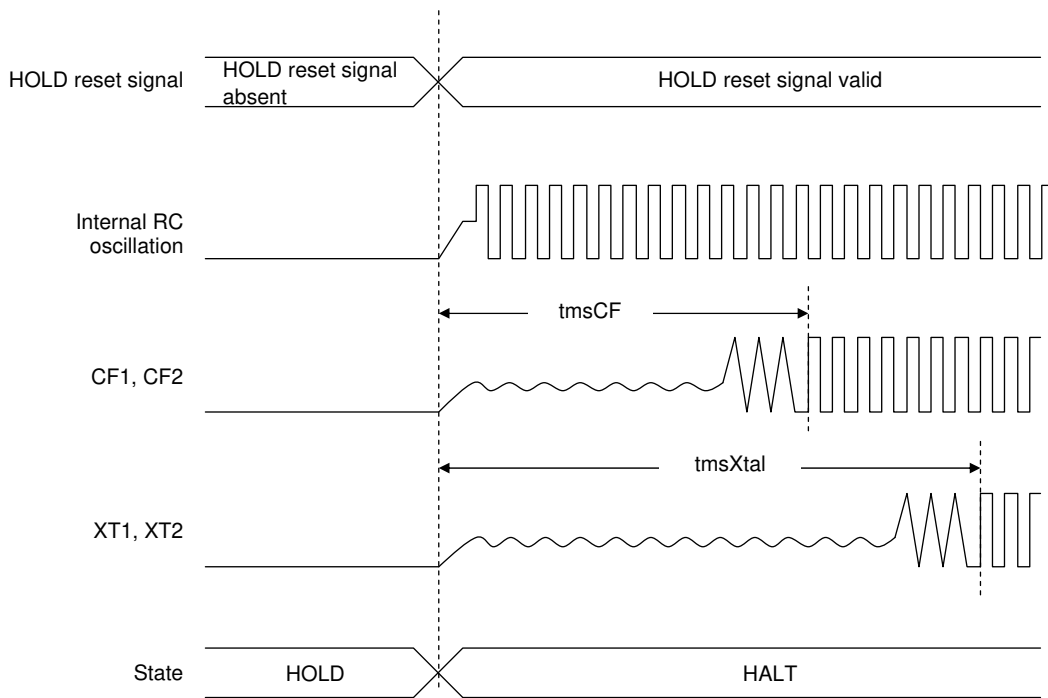 HOLD reset signal
HOLD reset signal
absent
HOLD reset signal valid
Internal RC
oscillation
tmsCF
CF1, CF2
tmsXtal
XT1, XT2
State
HOLD
HALT